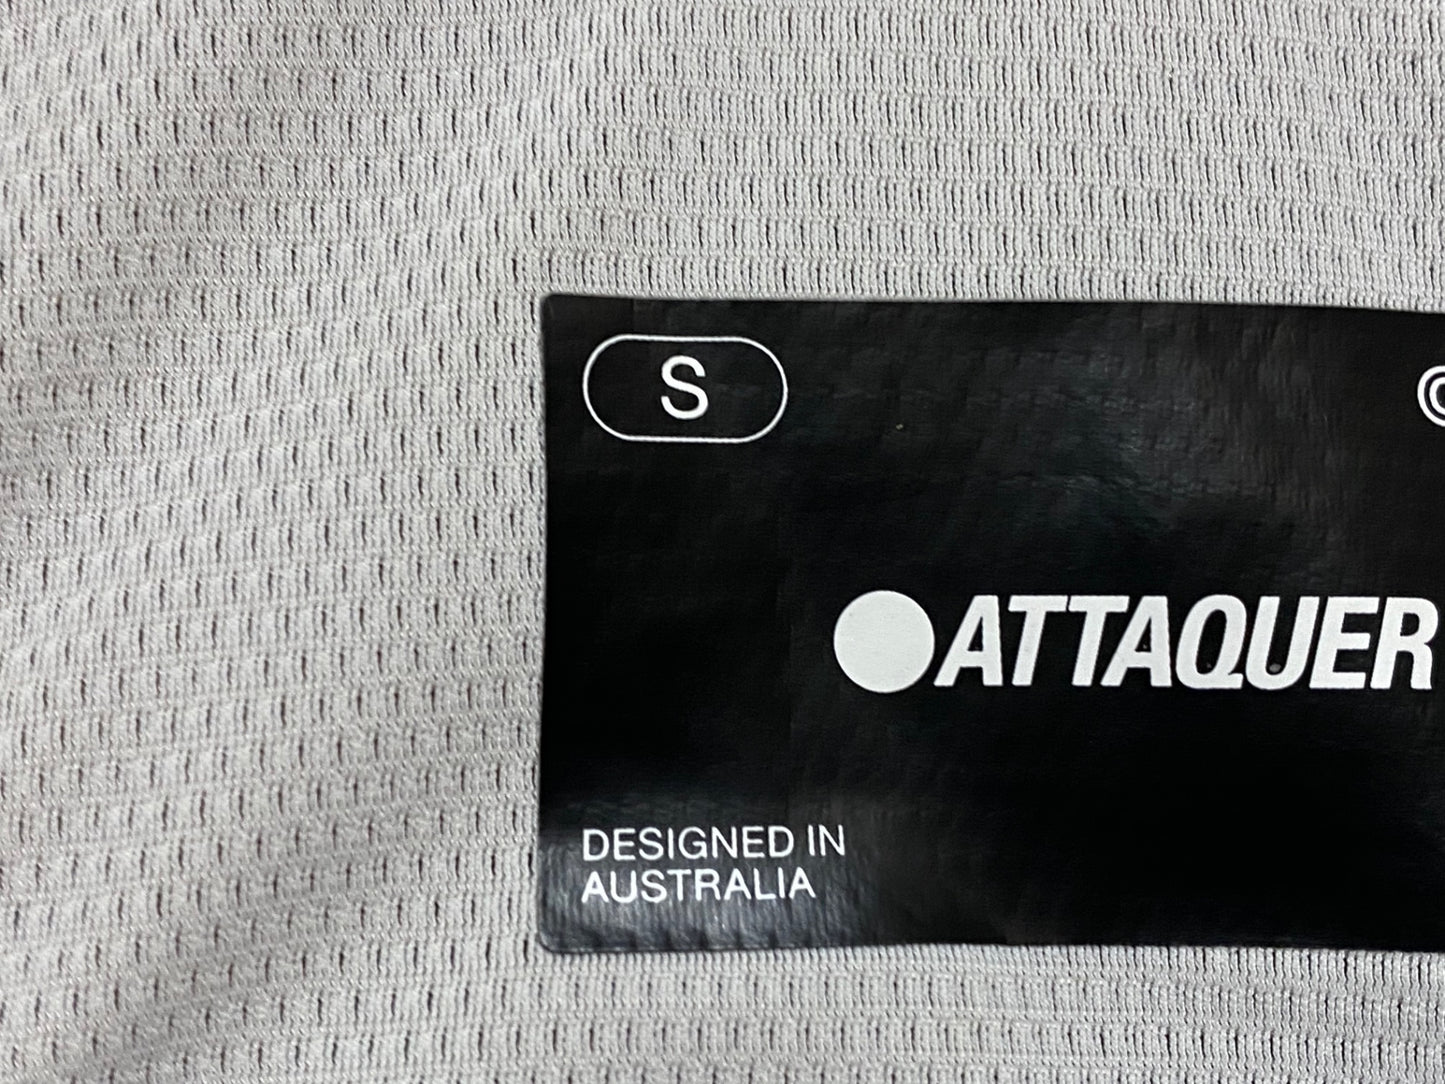 S
ATTAQUER
DESIGNED IN
AUSTRALIA